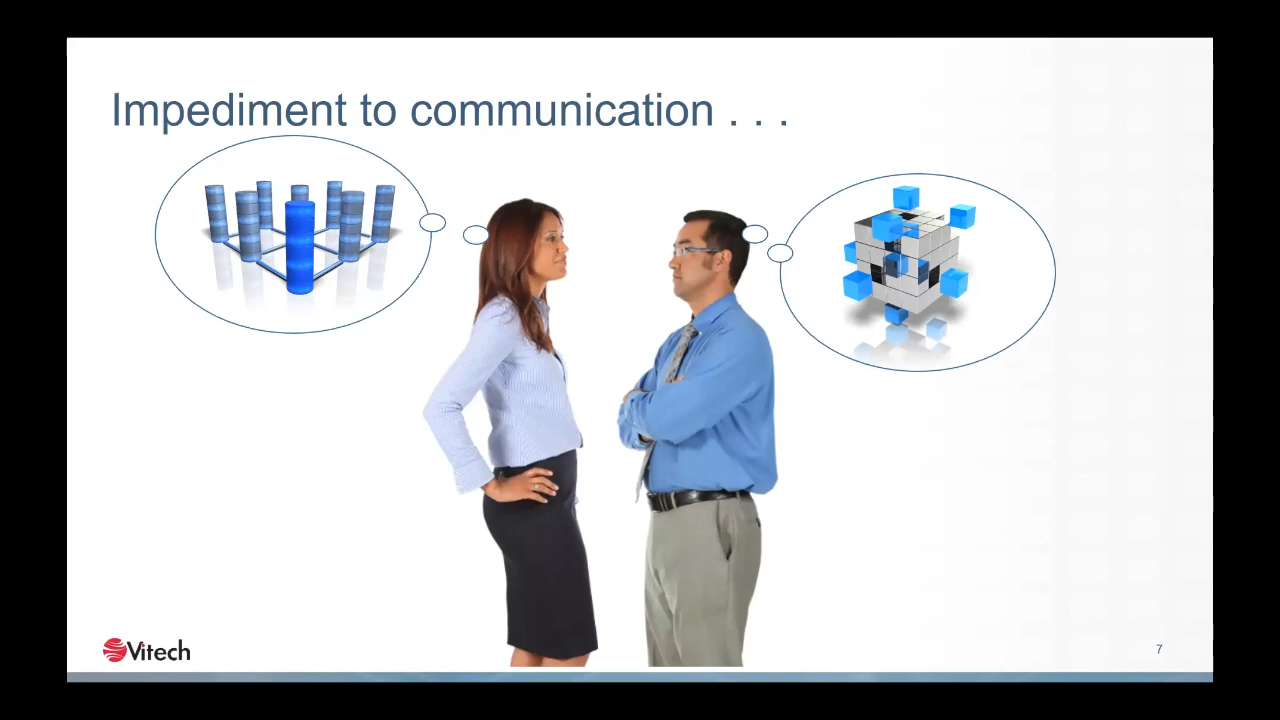 Impediment to communication . . .
Vitech
7